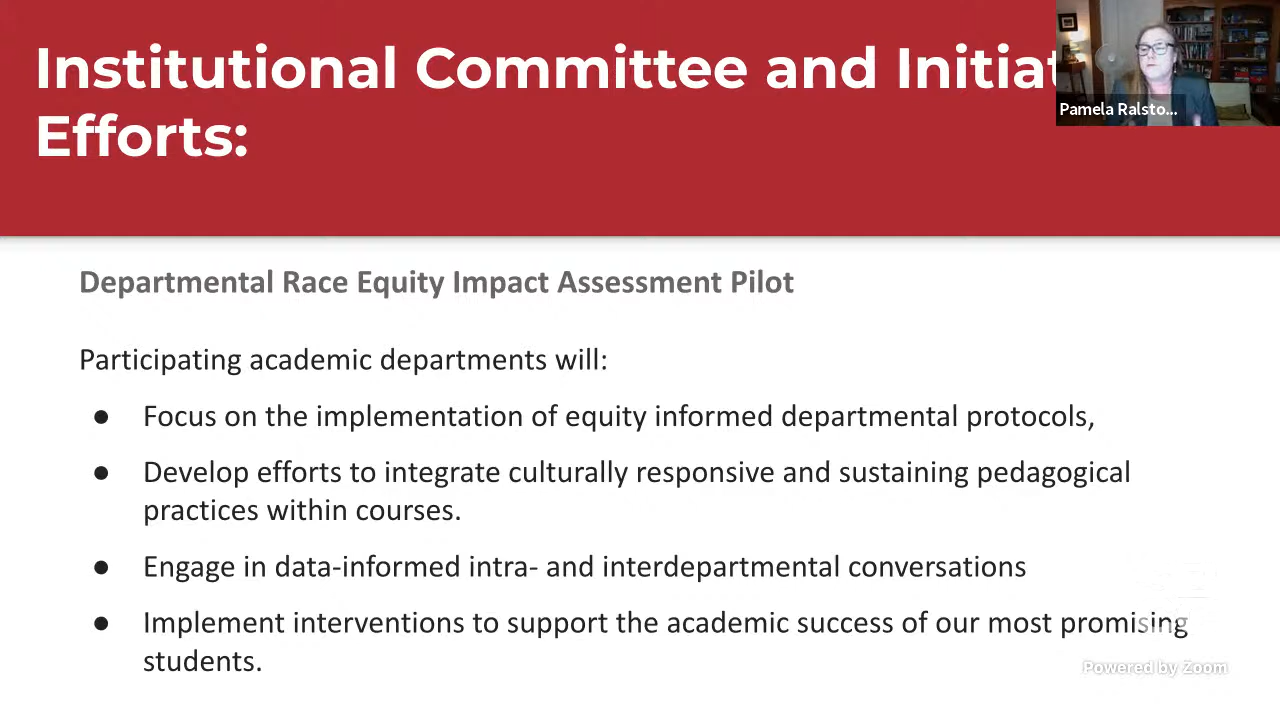 Institutional Committee and Initiat
Efforts:
Pamela Ralsto...
Departmental Race Equity Impact Assessment Pilot
Participating academic departments will:
● Focus on the implementation of equity informed departmental protocols,
● Develop efforts to integrate culturally responsive and sustaining pedagogical
practices within courses.
● Engage in data-informed intra- and interdepartmental conversations
● Implement interventions to support the academic success of our most promising
students.
Powered by Zoom